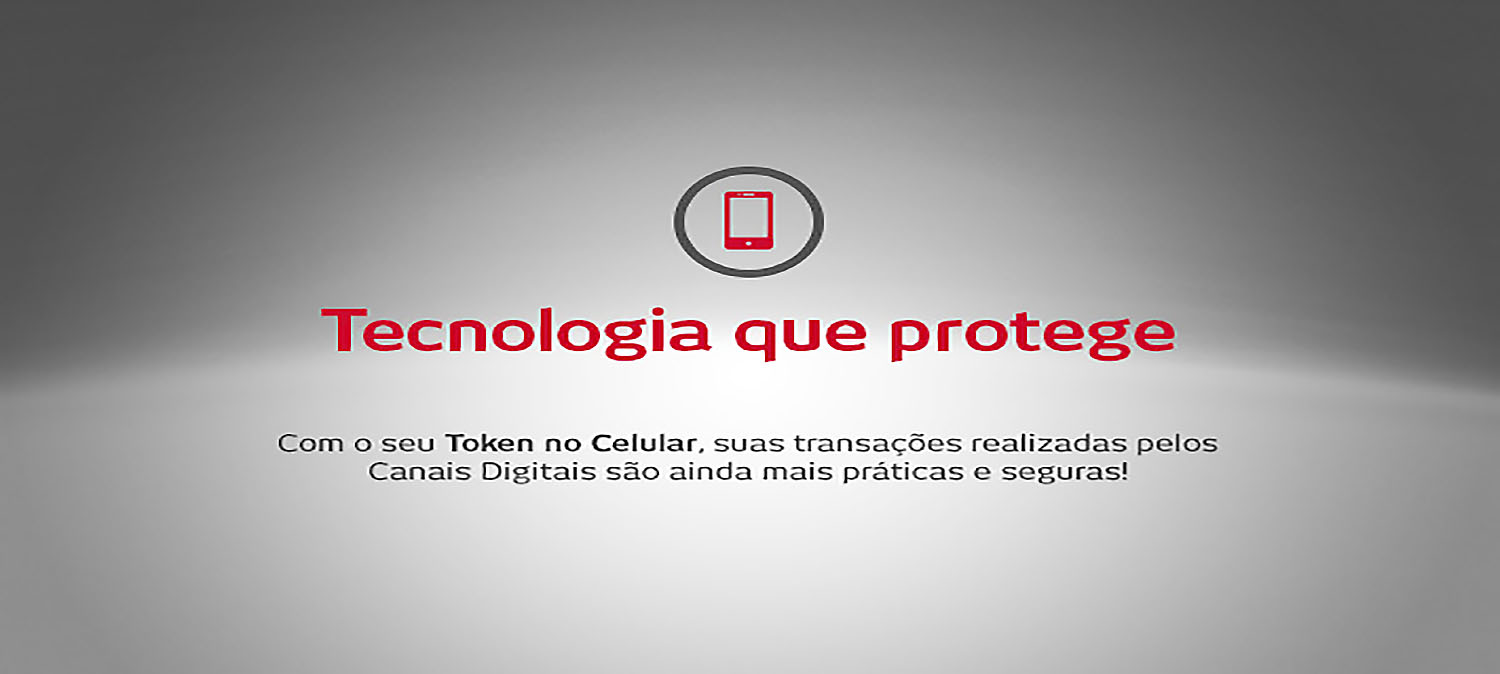 Tecnologia que protege
Com o seu Token no Celular, suas transações realizadas pelos
Canais Digitais são ainda mais práticas e seguras!